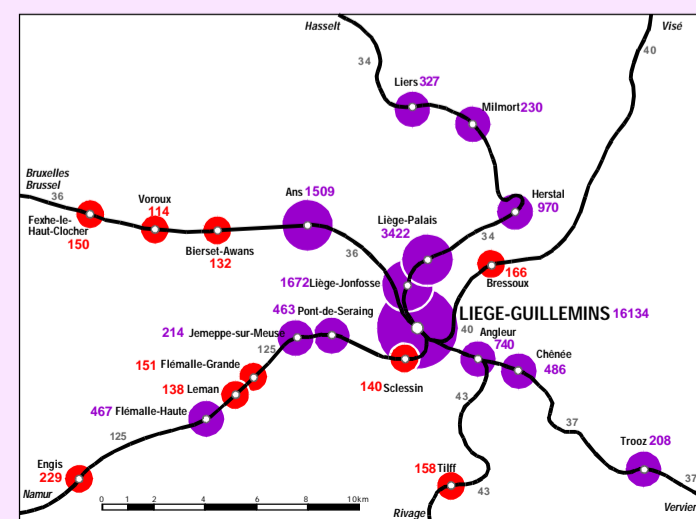 Hasselt
Visé
34
40
Liers 327
Milmort 230
Bruxelles
Brussel
36
Voroux
114
Ans 1509
Herstal
970
Fexhe-le-
Haut-Clocher
150
Liège-Palais
3422
34
Bierset-Awans
132
36
166
Bressoux
1672 Liège-Jonfosse
463 Pont-de-Seraing
LIEGE-GUILLEMINS 16134
214 Jemeppe-sur-Meuse
40
Angleur
740
125
Chênée
486
151 Flémalle-Grande
138 Leman
140 Sclessin
467 Flémalle-Haute
43
37
125
Trooz 208
Engis
229
158 Tilff
37
Namur
43
0 1 2 4 6 8 10km
Rivage
Vervier